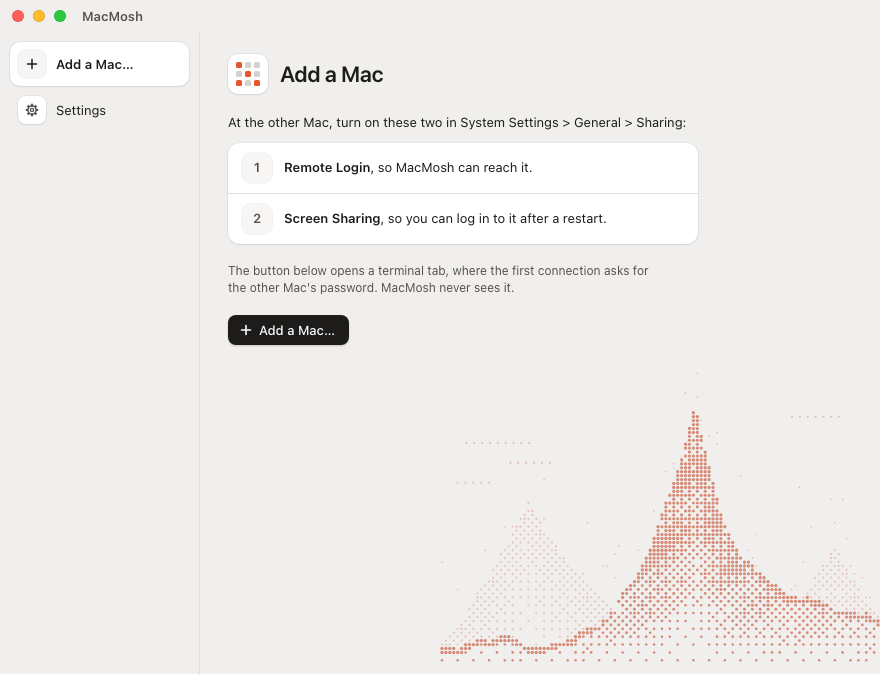 MacMosh
Add a Mac...
Settings
Add a Mac
At the other Mac, turn on these two in System Settings > General > Sharing:
1 Remote Login, so MacMosh can reach it.
2 Screen Sharing, so you can log in to it after a restart.
The button below opens a terminal tab, where the first connection asks for
the other Mac's password. MacMosh never sees it.
Add a Mac...